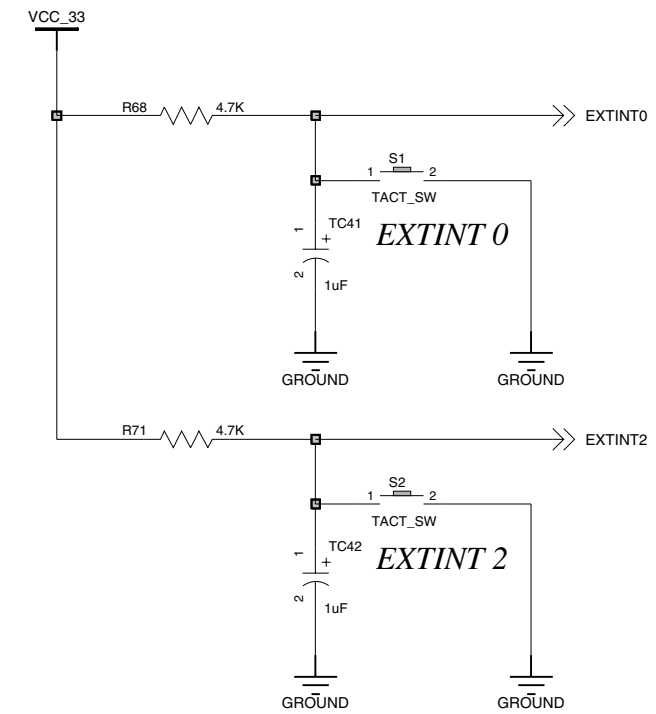 VCC_33
R68 4.7K
EXTINT0
S1
1 2
TACT_SW
1 TC41
+
EXTINT 0
2
1uF
GROUND GROUND
R71 4.7K
EXTINT2
S2
1 2
TACT_SW
1 TC42
+
EXTINT 2
2
1uF
GROUND GROUND